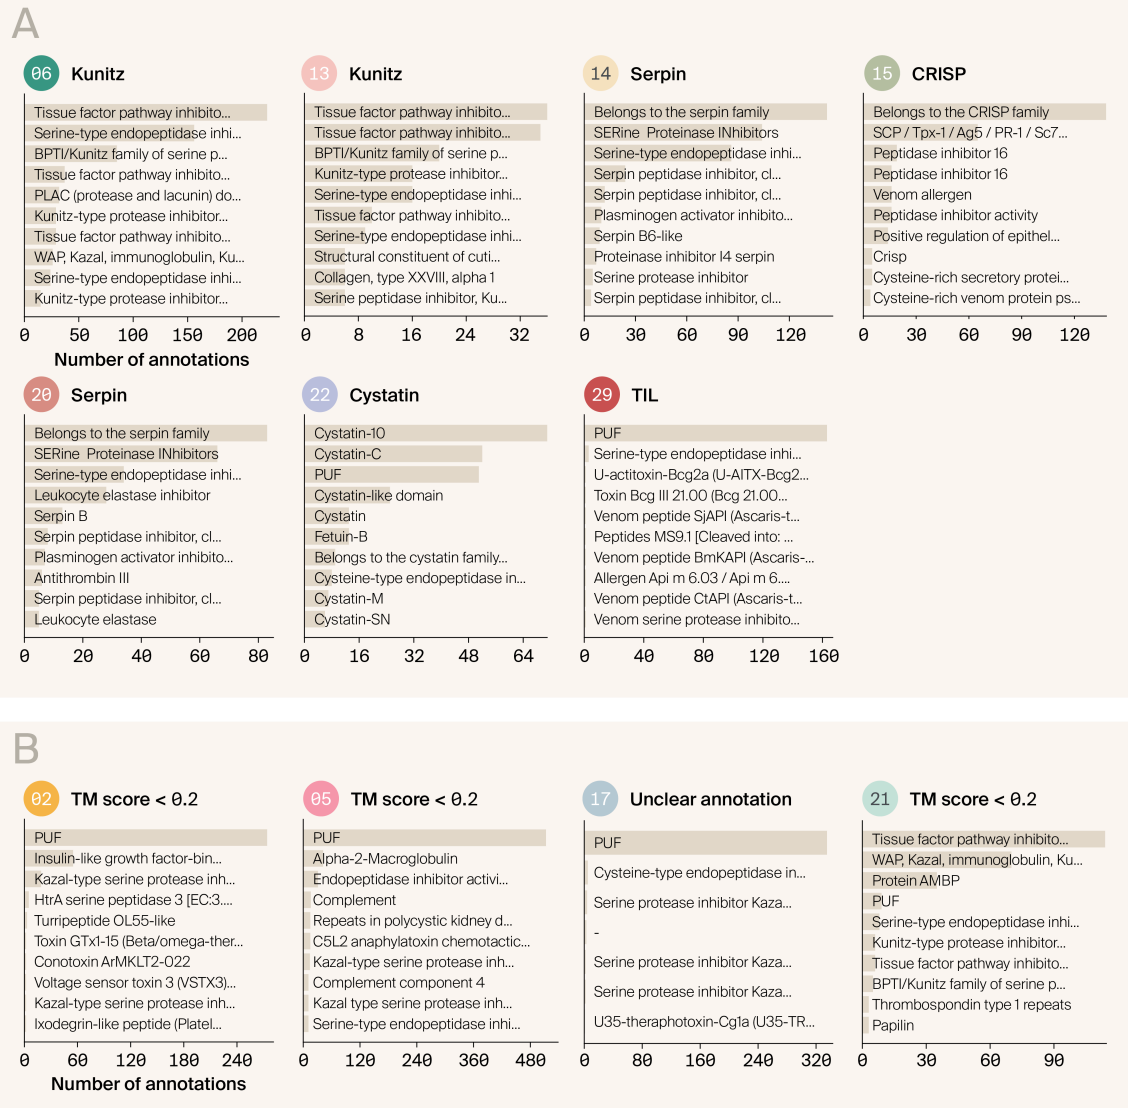 A
06 Kunitz
Tissue factor pathway inhibito...
Serine-type endopeptidase inhi...
BPTI/Kunitz family of serine p...
Tissue factor pathway inhibito...
PLAC (protease and lacunin) do...
Kunitz-type protease inhibitor...
Tissue factor pathway inhibito...
WAP, Kazal, immunoglobulin, Ku...
Serine-type endopeptidase inhi...
Kunitz-type protease inhibitor...
0 50 100 150 200
Number of annotations
13 Kunitz
Tissue factor pathway inhibito...
Tissue factor pathway inhibito...
BPTI/Kunitz family of serine p...
Kunitz-type protease inhibitor...
Serine-type endopeptidase inhi...
Tissue factor pathway inhibito...
Serine-type endopeptidase inhi...
Structural constituent of cuti...
Collagen, type XXVIII, alpha 1
Serine peptidase inhibitor, Ku...
0 8 16 24 32
14 Serpin
Belongs to the serpin family
SERine Proteinase INhibitors
Serine-type endopeptidase inhi...
Serpin peptidase inhibitor, cl...
Serpin peptidase inhibitor, cl...
Plasminogen activator inhibito...
Serpin B6-like
Proteinase inhibitor I4 serpin
Serine protease inhibitor
Serpin peptidase inhibitor, cl...
0 30 60 90 120
15 CRISP
Belongs to the CRISP family
SCP / Tpx-1 / Ag5 / PR-1 / Sc7...
Peptidase inhibitor 16
Peptidase inhibitor 16
Venom allergen
Peptidase inhibitor activity
Positive regulation of epithel...
Crisp
Cysteine-rich secretory protei...
Cysteine-rich venom protein ps...
0 30 60 90 120
20 Serpin
Belongs to the serpin family
SERine Proteinase INhibitors
Serine-type endopeptidase inhi...
Leukocyte elastase inhibitor
Serpin B
Serpin peptidase inhibitor, cl...
Plasminogen activator inhibito...
Antithrombin III
Serpin peptidase inhibitor, cl...
Leukocyte elastase
0 20 40 60 80
22 Cystatin
Cystatin-10
Cystatin-C
PUF
Cystatin-like domain
Cystatin
Fetuin-B
Belongs to the cystatin family...
Cysteine-type endopeptidase in...
Cystatin-M
Cystatin-SN
0 16 32 48 64
29 TIL
PUF
Serine-type endopeptidase inhi...
U-actitoxin-Bcg2a (U-AITX-Bcg2...
Toxin Bcg III 21.00 (Bcg 21.00...
Venom peptide SjAPI (Ascaris-t...
Peptides MS9.1 [Cleaved into: ...
Venom peptide BmKAPI (Ascaris-...
Allergen Api m 6.03 / Api m 6....
Venom peptide CtAPI (Ascaris-t...
Venom serine protease inhibito...
0 40 80 120 160
B
02 TM score < 0.2
PUF
Insulin-like growth factor-bin...
Kazal-type serine protease inh...
HtrA serine peptidase 3 [EC:3....
Turripeptide OL55-like
Toxin GTx1-15 (Beta/omega-ther...
Conotoxin ArMKLT2-022
Voltage sensor toxin 3 (VSTX3)...
Kazal-type serine protease inh...
Ixodegrin-like peptide (Platel...
0 60 120 180 240
Number of annotations
05 TM score < 0.2
PUF
Alpha-2-Macroglobulin
Endopeptidase inhibitor activi...
Complement
Repeats in polycystic kidney d...
C5L2 anaphylatoxin chemotactic...
Kazal-type serine protease inh...
Complement component 4
Kazal type serine protease inh...
Serine-type endopeptidase inhi...
0 120 240 360 480
17 Unclear annotation
PUF
Cysteine-type endopeptidase in...
Serine protease inhibitor Kaza...
-
Serine protease inhibitor Kaza...
Serine protease inhibitor Kaza...
U35-theraphotoxin-Cg1a (U35-TR...
0 80 160 240 320
21 TM score < 0.2
Tissue factor pathway inhibito...
WAP, Kazal, immunoglobulin, Ku...
Protein AMBP
PUF
Serine-type endopeptidase inhi...
Kunitz-type protease inhibitor...
Tissue factor pathway inhibito...
BPTI/Kunitz family of serine p...
Thrombospondin type 1 repeats
Papilin
0 30 60 90